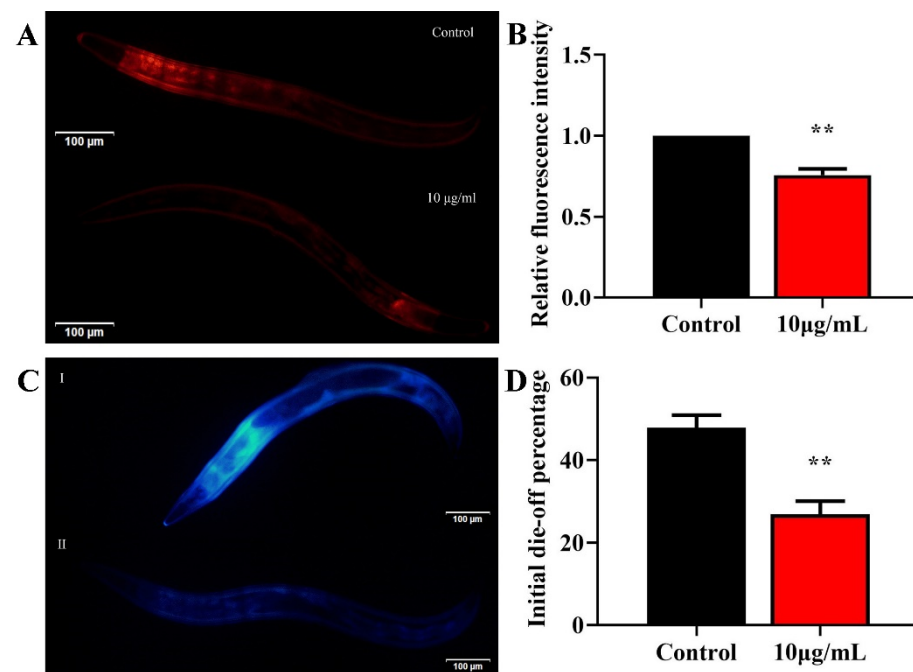 A
Control
100 µm
10 µg/ml
100 µm
B
Relative fluorescence intensity
1.5
1.0
0.5
0.0
**
Control
10µg/mL
C
I
100 µm
II
100 µm
D
Initial die-off percentage
60
40
20
0
**
Control
10µg/mL